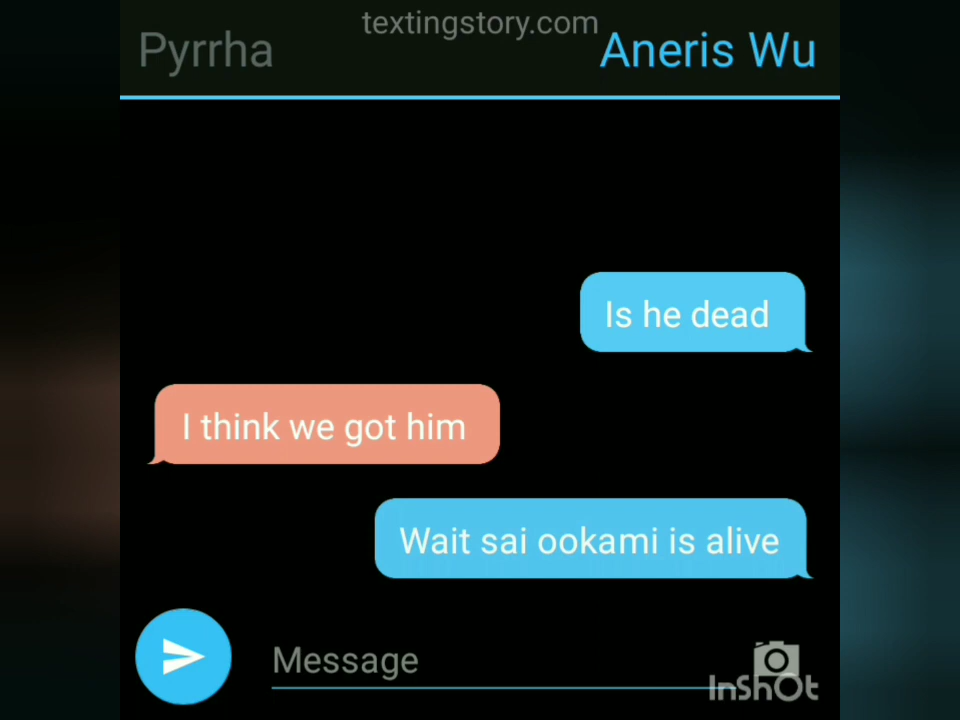 textingstory.com
Pyrrha
Aneris Wu
Is he dead
I think we got him
Wait sai ookami is alive
Message
InShOt